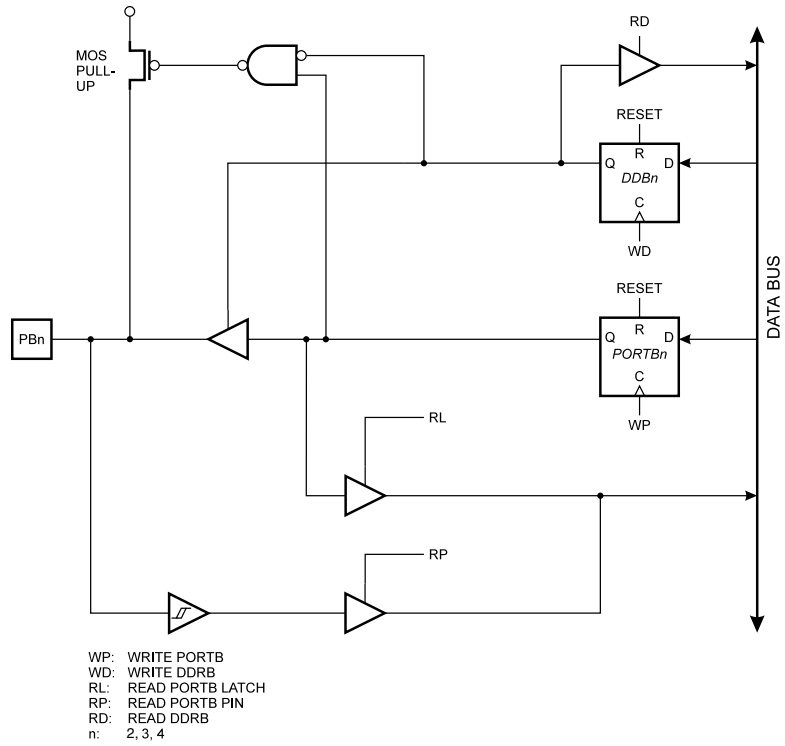 RD
MOS
PULL-
UP
RESET
R
Q D
DDBn
C
WD
RESET
PBn
R
Q D
PORTBn
C
WP
DATA BUS
RL
RP
WP: WRITE PORTB
WD: WRITE DDRB
RL: READ PORTB LATCH
RP: READ PORTB PIN
RD: READ DDRB
n: 2, 3, 4